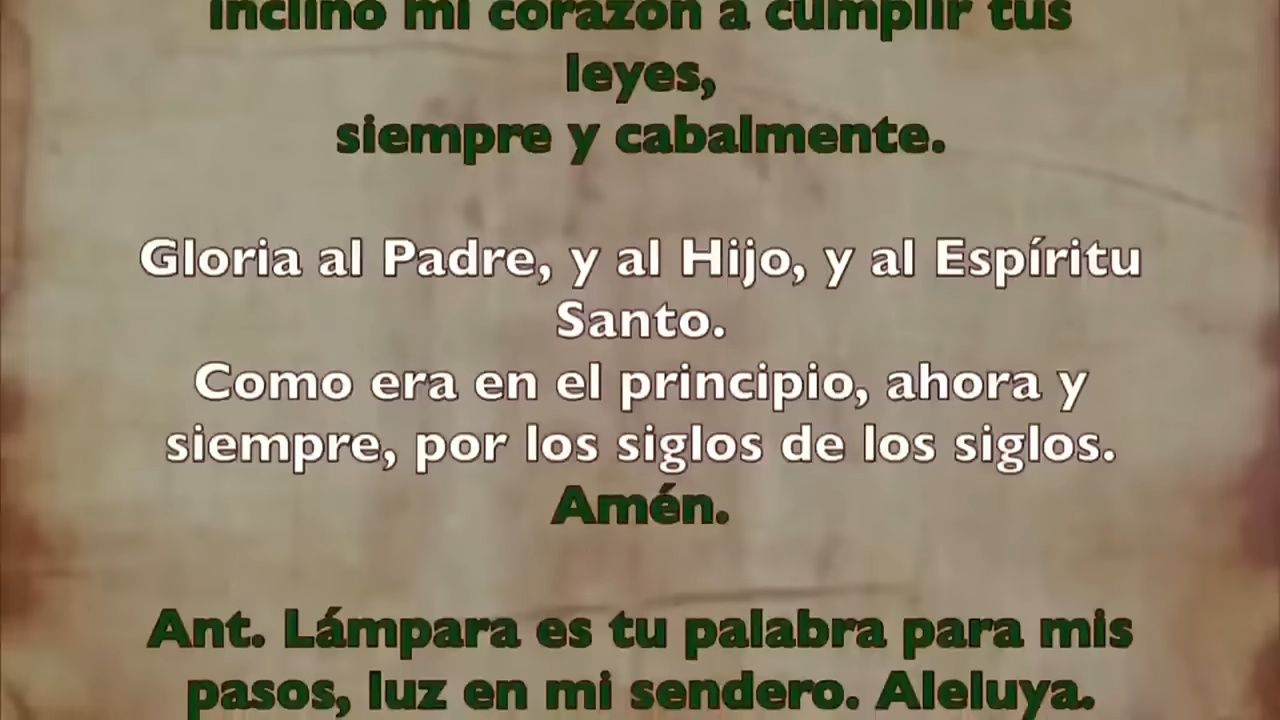 inclino mi corazón a cumplir tus
leyes,
siempre y cabalmente.
Gloria al Padre, y al Hijo, y al Espíritu
Santo.
Como era en el principio, ahora y
siempre, por los siglos de los siglos.
Amén.
Ant. Lámpara es tu palabra para mis
pasos, luz en mi sendero. Aleluya.